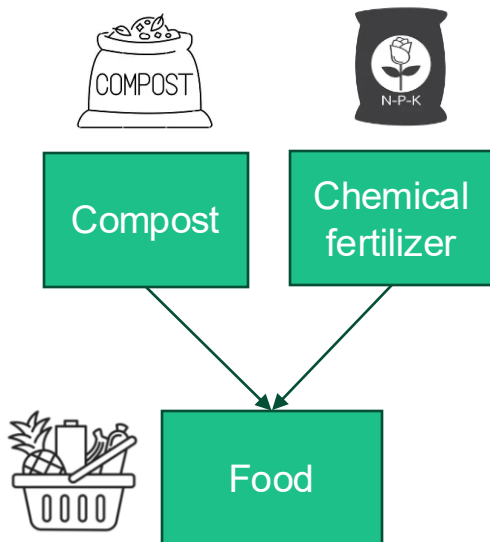 COMPOST
N-P-K
Compost
Chemical
fertilizer
Food